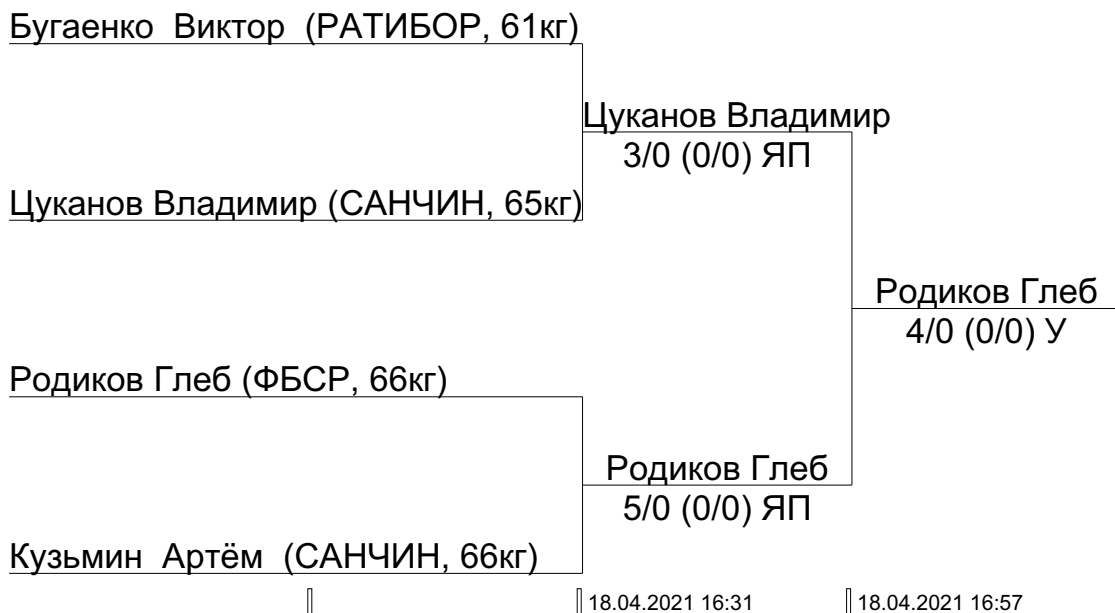 Бугаенко Виктор (РАТИБОР, 61кг)
Цуканов Владимир
3/0 (0/0) ЯП
Цуканов Владимир (САНЧИН, 65кг)
Родиков Глеб
4/0 (0/0) У
Родиков Глеб (ФБСР, 66кг)
Родиков Глеб
5/0 (0/0) ЯП
Кузьмин Артём (САНЧИН, 66кг)
18.04.2021 16:31 18.04.2021 16:57